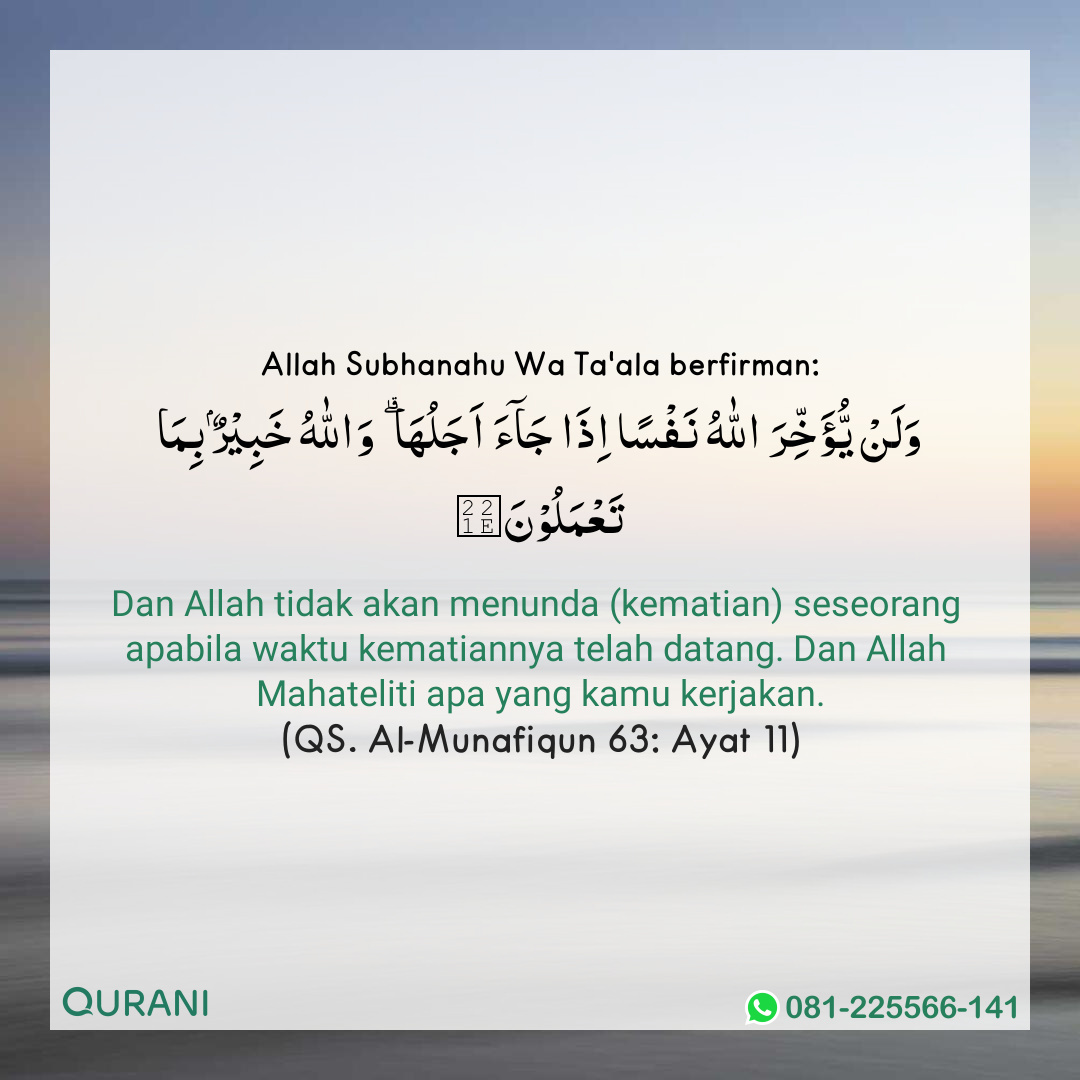 Allah Subhanahu Wa Ta'ala berfirman:
وَلَنْ يُّؤَخِّرَ اللّٰهُ نَفْسًا اِذَا جَآءَ اَجَلُهَا ۗ وَاللّٰهُ خَبِيْرٌۢ بِمَا
تَعْمَلُوْنَ
Dan Allah tidak akan menunda (kematian) seseorang
apabila waktu kematiannya telah datang. Dan Allah
Mahateliti apa yang kamu kerjakan.
(QS. Al-Munafiqun 63: Ayat 11)
QURANI
081-225566-141